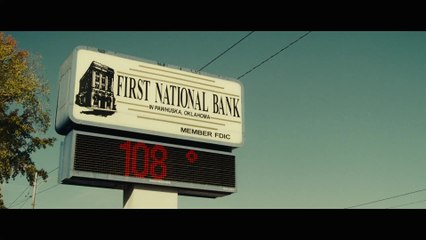 FIRST NATIONAL BANK
IN PAWHUSKA, OKLAHOMA
MEMBER FDIC
108°